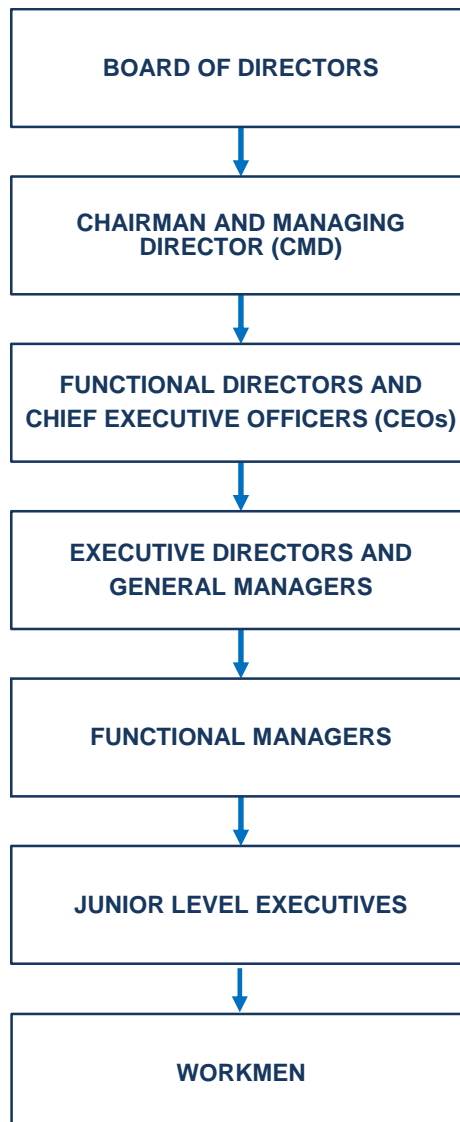 BOARD OF DIRECTORS
CHAIRMAN AND MANAGING
DIRECTOR (CMD)
FUNCTIONAL DIRECTORS AND
CHIEF EXECUTIVE OFFICERS (CEOs)
EXECUTIVE DIRECTORS AND
GENERAL MANAGERS
FUNCTIONAL MANAGERS
JUNIOR LEVEL EXECUTIVES
WORKMEN